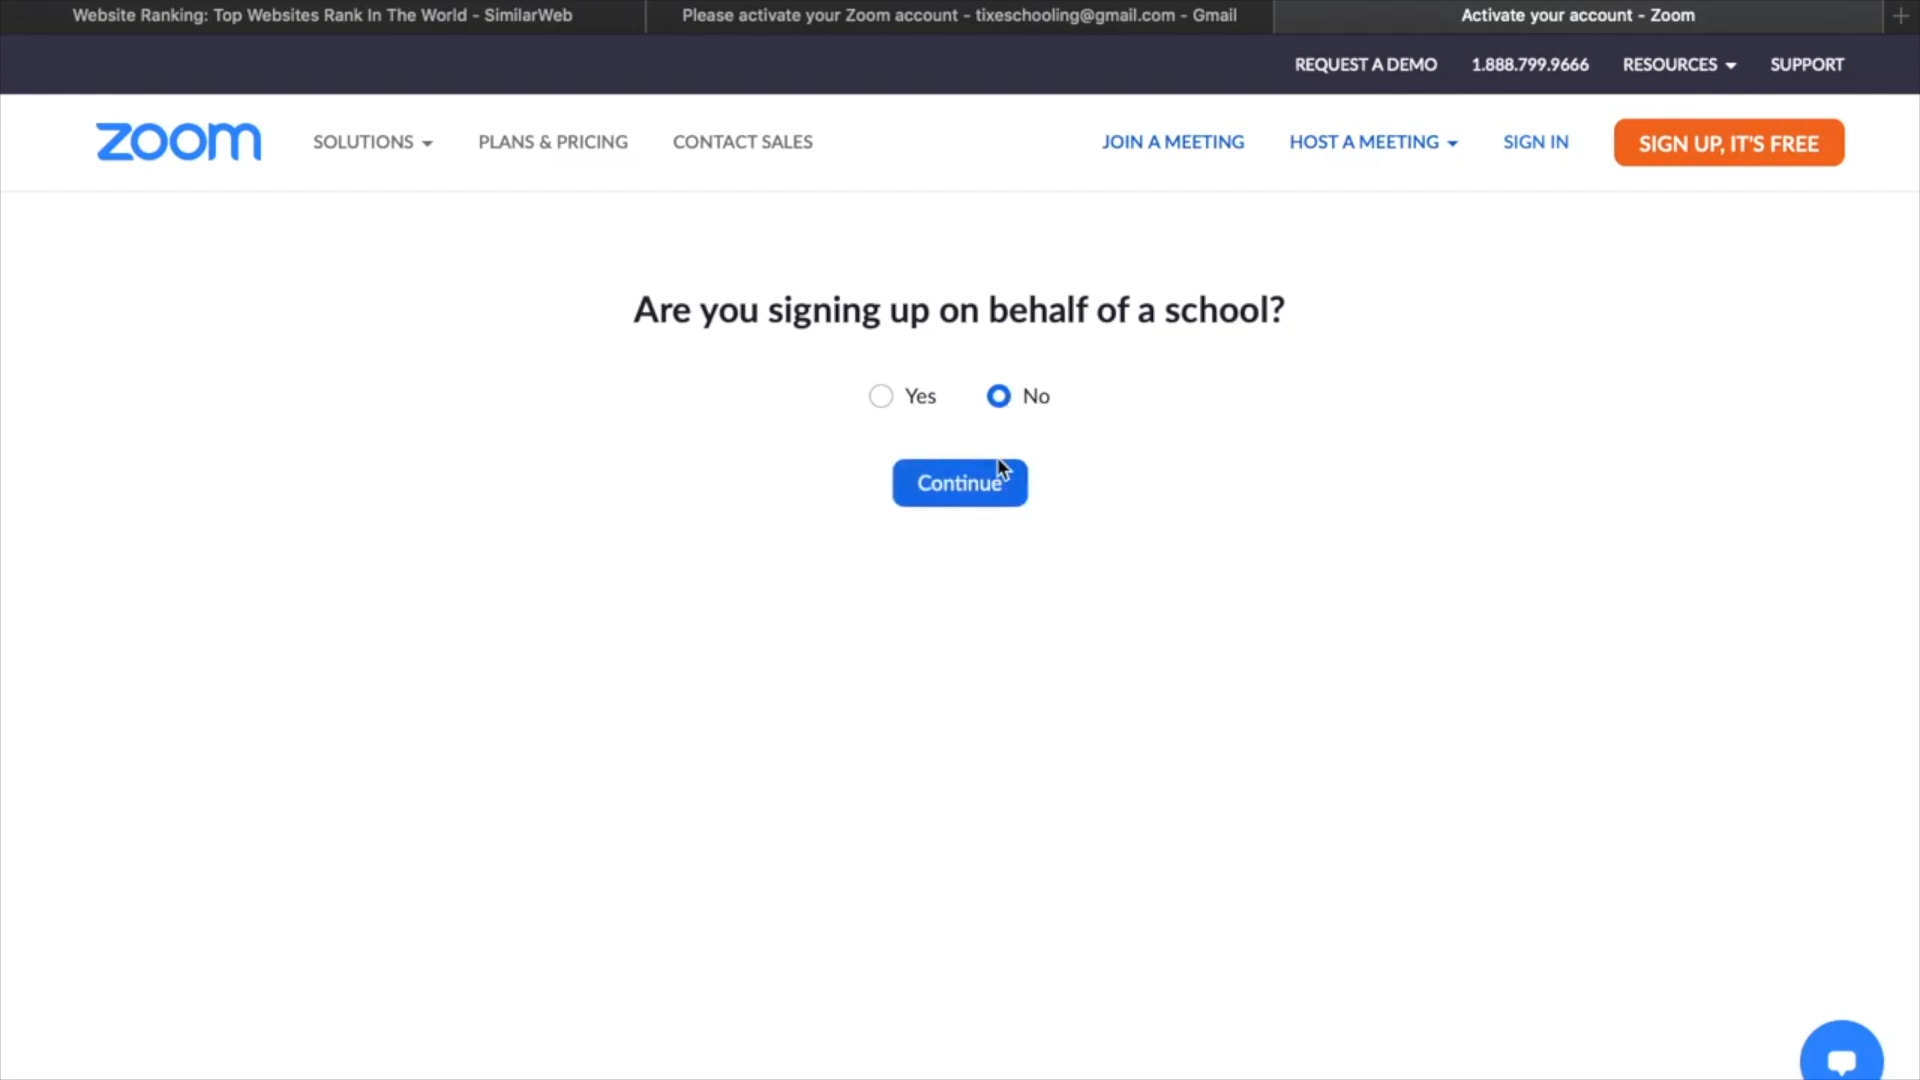 Website Ranking: Top Websites Rank In The World - SimilarWeb
Please activate your Zoom account - tixeschooling@gmail.com - Gmail
Activate your account - Zoom
REQUEST A DEMO
1.888.799.9666
RESOURCES
SUPPORT
zoom
SOLUTIONS
PLANS & PRICING
CONTACT SALES
JOIN A MEETING
HOST A MEETING
SIGN IN
SIGN UP, IT'S FREE
Are you signing up on behalf of a school?
Yes
No
Continue